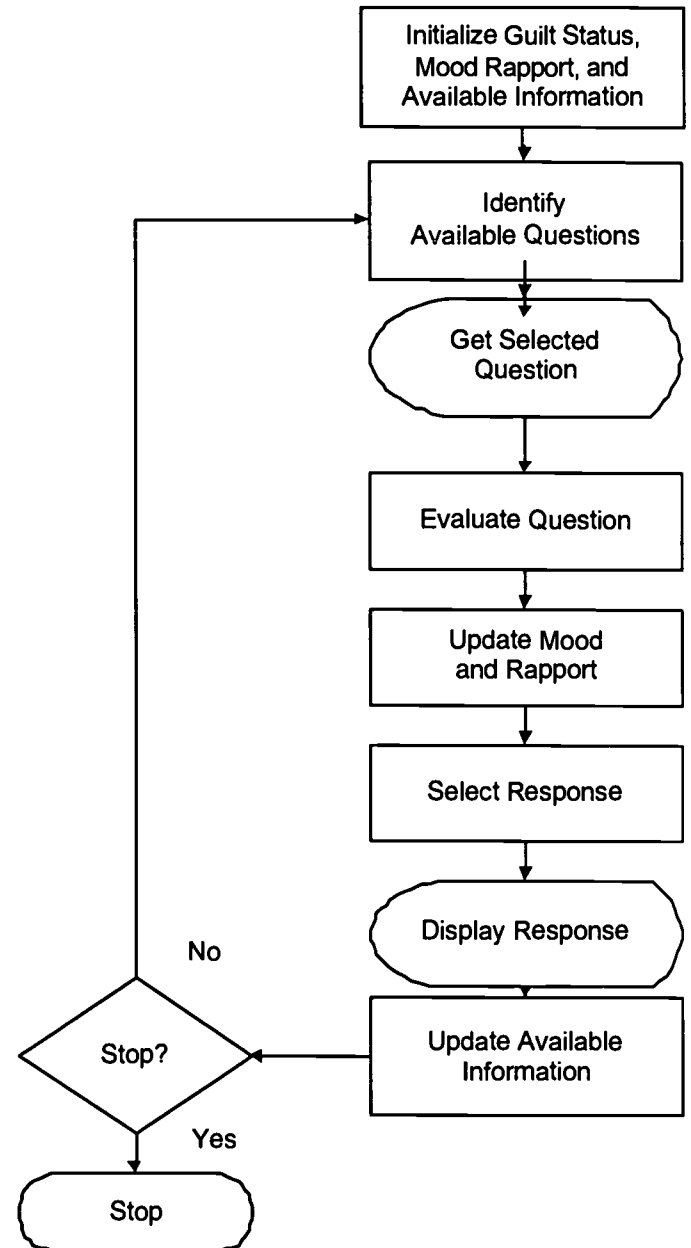 Initialize Guilt Status,
Mood Rapport, and
Available Information
Identify
Available Questions
Get Selected
Question
Evaluate Question
Update Mood
and Rapport
Select Response
Display Response
Update Available
Information
No
Stop?
Yes
Stop